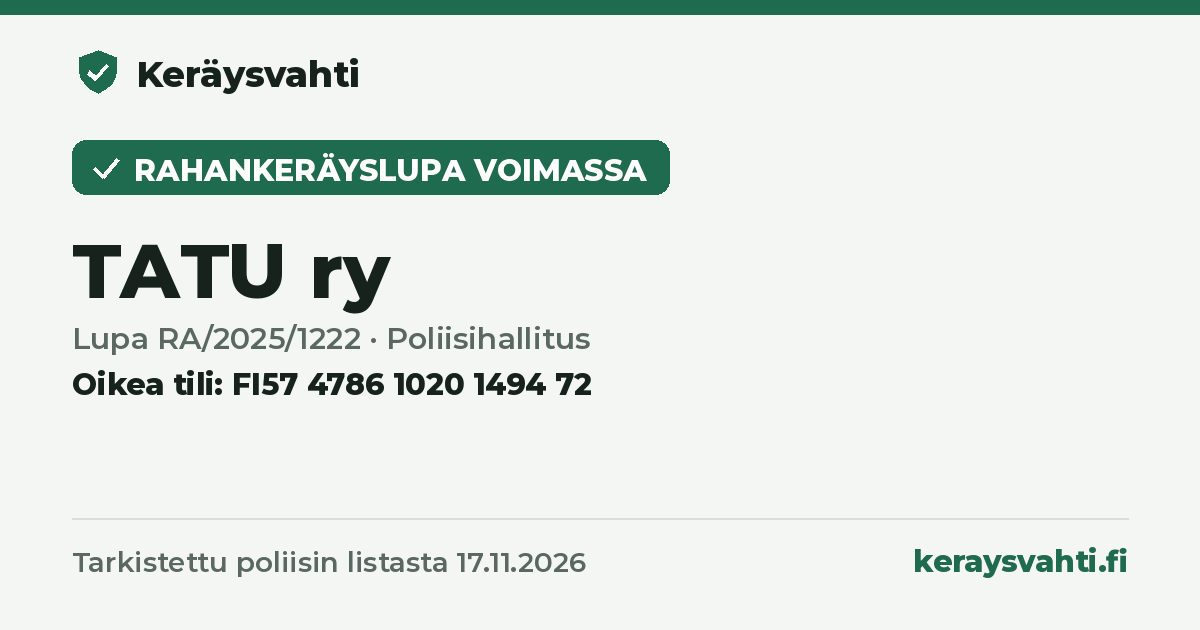 Keräysvahti
RAHANKERÄYSLUPA VOIMASSA
TATU ry
Lupa RA/2025/1222 · Poliisihallitus
Oikea tili: FI57 4786 1020 1494 72
Tarkistettu poliisin listasta 17.11.2026
keraysvahti.fi